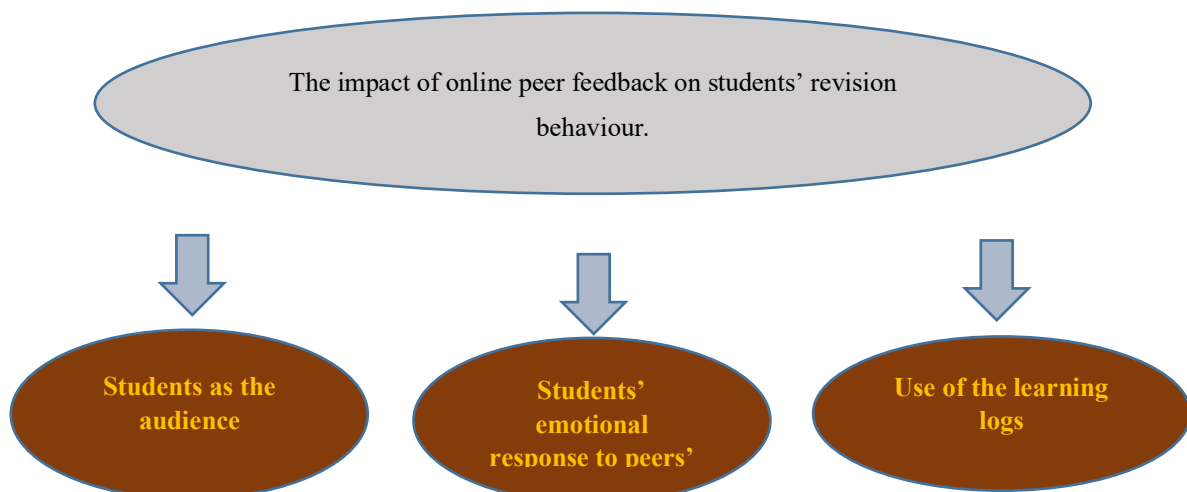 The impact of online peer feedback on students’ revision
behaviour.
Students as the
audience
Students’
emotional
response to peers’
Use of the learning
logs